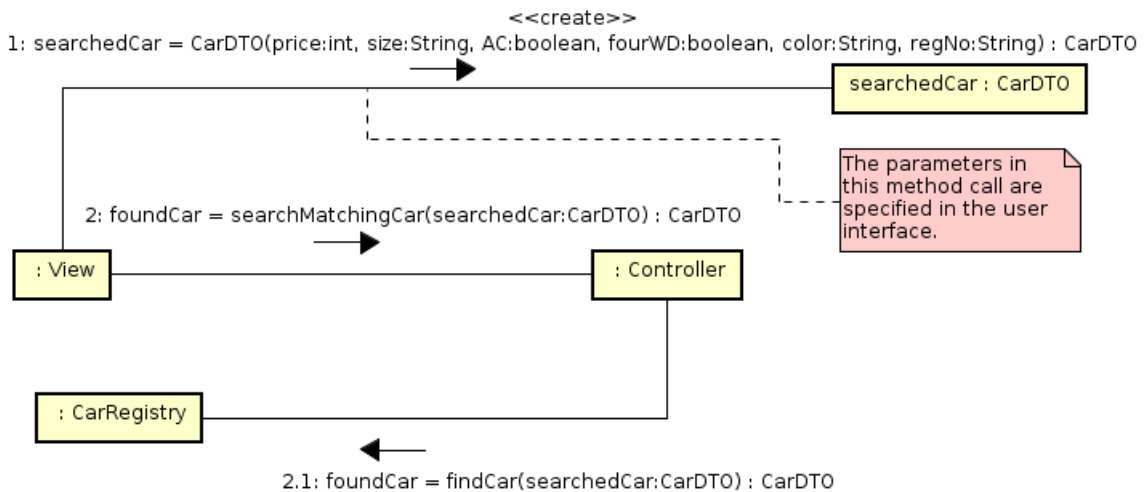 <<create>>
1: searchedCar = CarDTO(price:int, size:String, AC:boolean, fourWD:boolean, color:String, regNo:String) : CarDTO
searchedCar : CarDTO
The parameters in
this method call are
specified in the user
interface.
2: foundCar = searchMatchingCar(searchedCar:CarDTO) : CarDTO
: View
: Controller
: CarRegistry
2.1: foundCar = findCar(searchedCar:CarDTO) : CarDTO